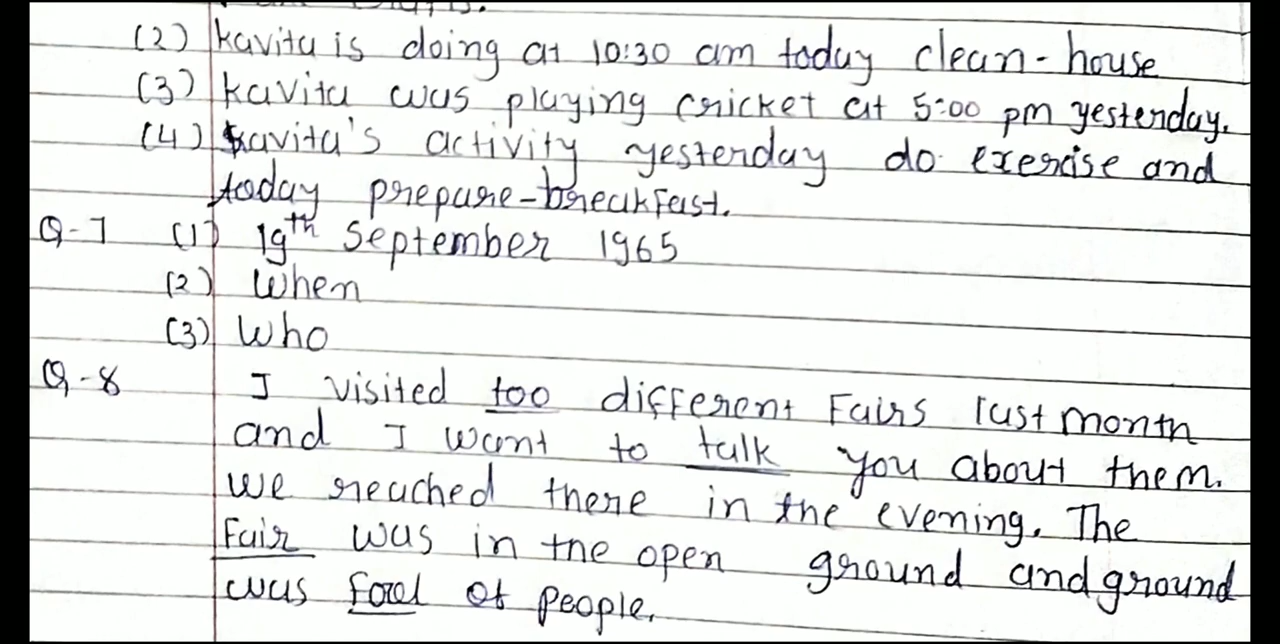 (2) Kavita is doing at 10:30 am today clean-house
(3) Kavita was playing cricket at 5:00 pm yesterday.
(4) Kavita's activity yesterday do exercise and
today prepare-breakfast.
Q-7 (1) 19th September 1965
(2) When
(3) Who
Q-8 I visited too different Fairs last month
and I want to talk you about them.
we reached there in the evening. The
Fair was in the open ground and ground
was of people.